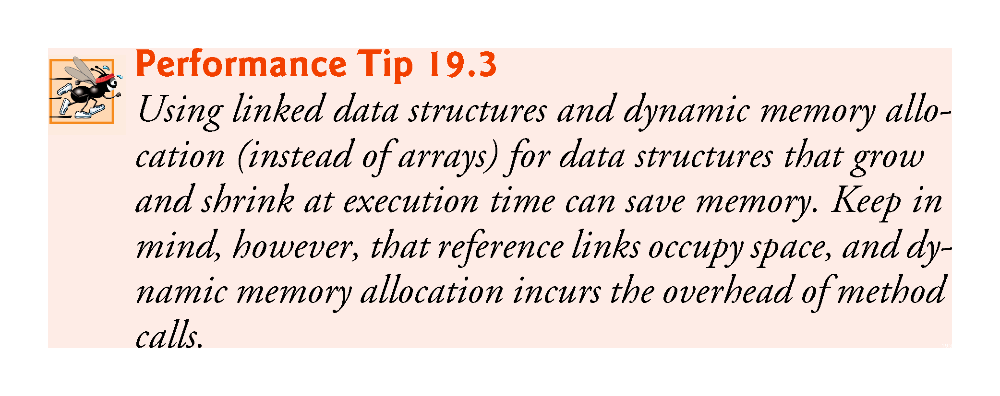 Performance Tip 19.3
Using linked data structures and dynamic memory allo-
cation (instead of arrays) for data structures that grow
and shrink at execution time can save memory. Keep in
mind, however, that reference links occupy space, and dy-
namic memory allocation incurs the overhead of method
calls.